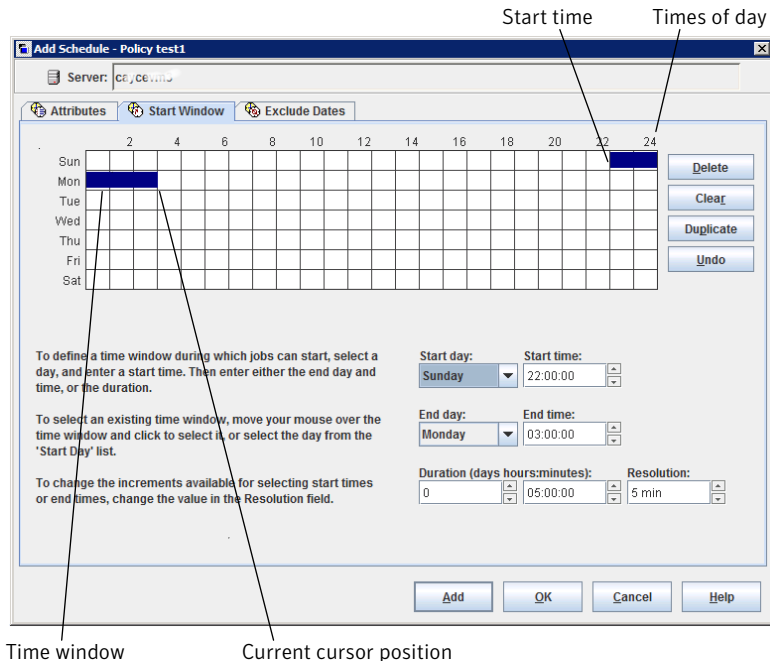 Start time Times of day
Add Schedule - Policy test1
Server:
Attributes Start Window Exclude Dates
2 4 6 8 10 12 14 16 18 20 22 24
Sun
Mon
Tue
Wed
Thu
Fri
Sat
Delete
Clear
Duplicate
Undo
To define a time window during which jobs can start, select a
day, and enter a start time. Then enter either the end day and
time, or the duration.
To select an existing time window, move your mouse over the
time window and click to select it, or select the day from the
'Start Day' list.
To change the increments available for selecting start times
or end times, change the value in the Resolution field.
Start day: Start time:
Sunday 22:00:00
End day: End time:
Monday 03:00:00
Duration (days hours:minutes): Resolution:
0 05:00:00 5 min
Add OK Cancel Help
Time window Current cursor position